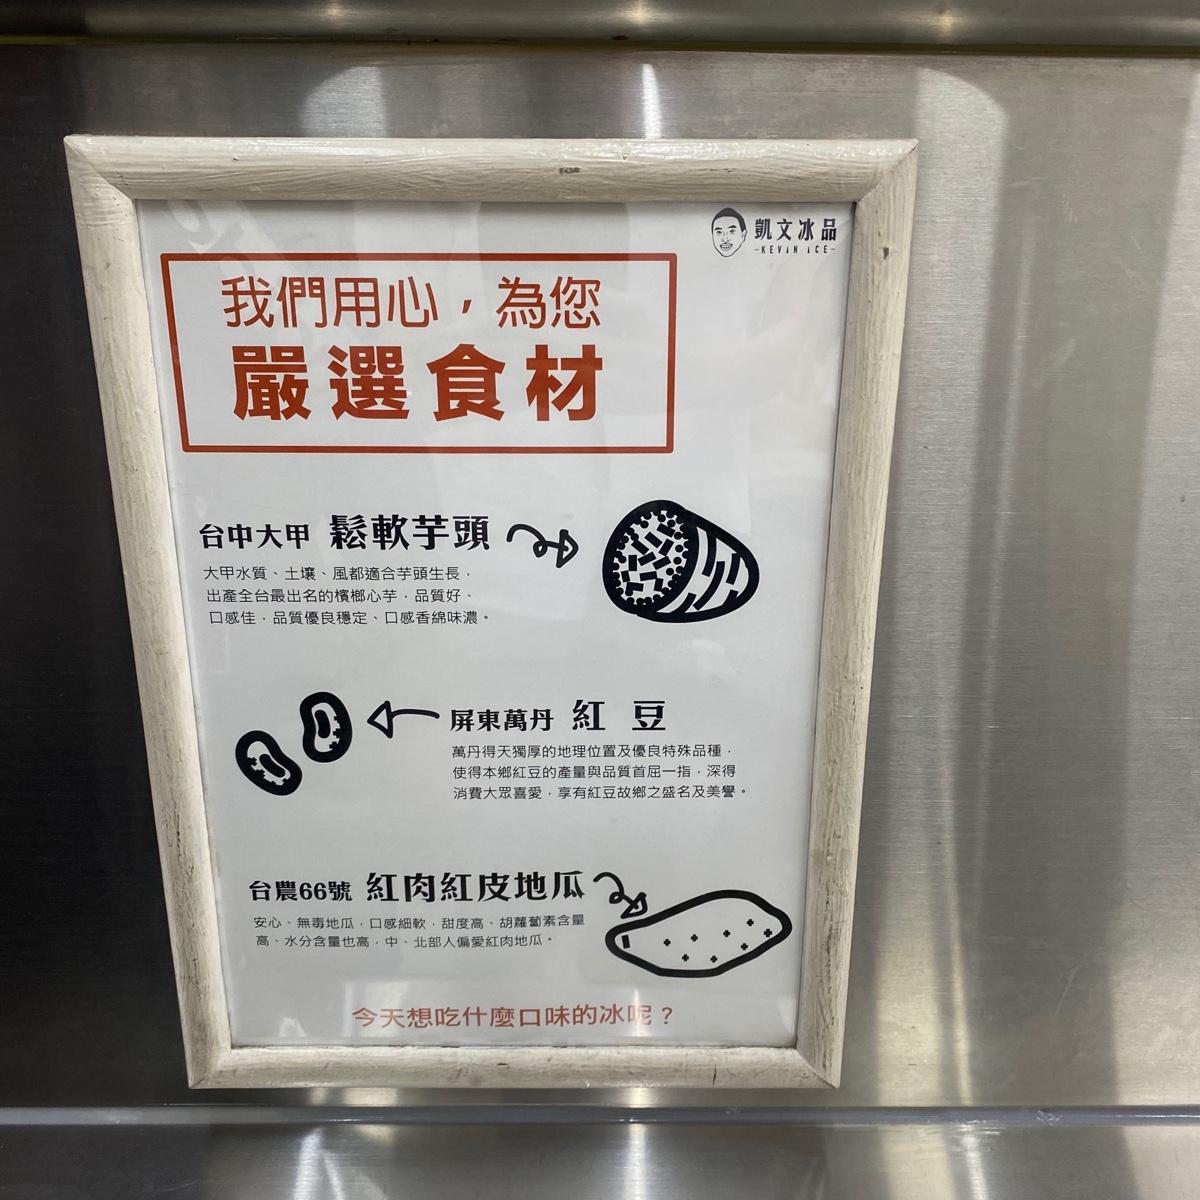 凱文冰品
-KEVIN ICE-
我們用心，為您
嚴選食材
台中大甲 鬆軟芋頭
大甲水質、土壤、風都適合芋頭生長，
出產全台最出名的檳榔心芋，品質好、
口感佳，品質優良穩定、口感香綿味濃。
屏東萬丹 紅豆
萬丹得天獨厚的地理位置及優良特殊品種，
使得本鄉紅豆的產量與品質首屈一指，深得
消費大眾喜愛，享有紅豆故鄉之盛名及美譽。
台農66號 紅肉紅皮地瓜
安心、無毒地瓜，口感細軟，甜度高、胡蘿蔔素含量
高、水分含量也高，中、北部人偏愛紅肉地瓜。
今天想吃什麼口味的冰呢？